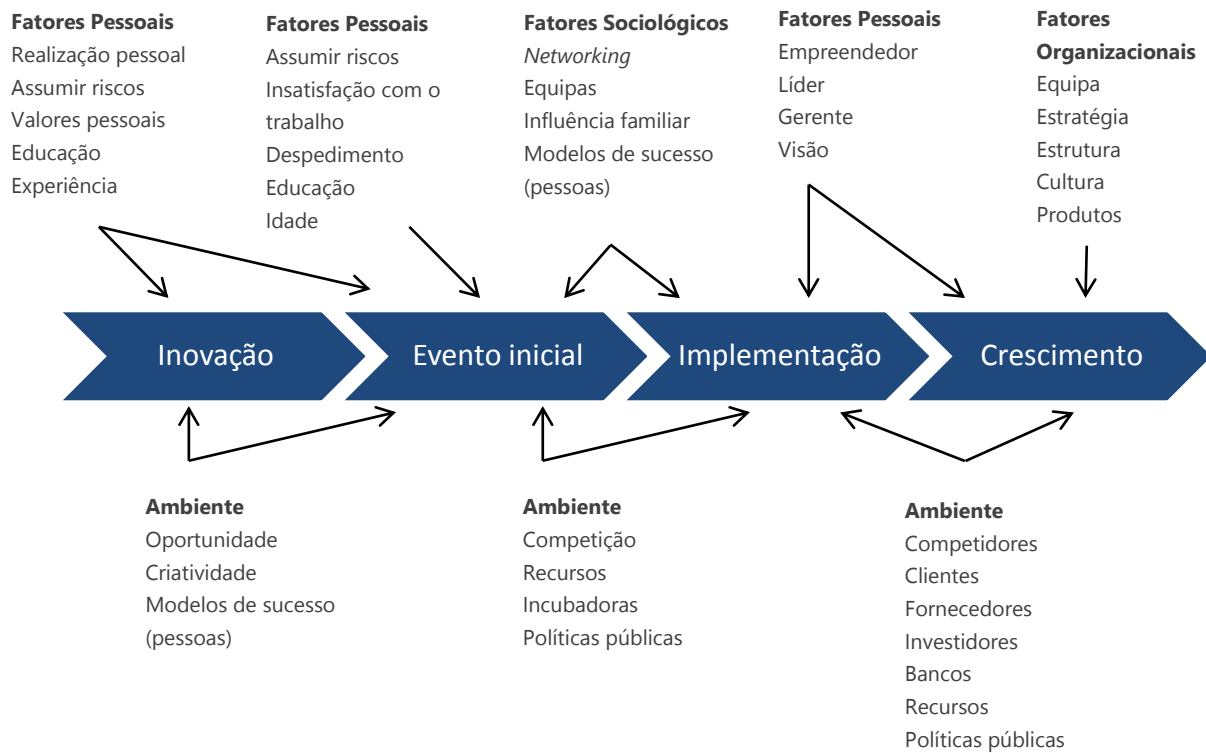 Fatores Pessoais
Realização pessoal
Assumir riscos
Valores pessoais
Educação
Experiência
Fatores Pessoais
Assumir riscos
Insatisfação com o
trabalho
Despedimento
Educação
Idade
Fatores Sociológicos
Networking
Equipas
Influência familiar
Modelos de sucesso
(pessoas)
Fatores Pessoais
Empreendedor
Líder
Gerente
Visão
Fatores
Organizacionais
Equipa
Estratégia
Estrutura
Cultura
Produtos
Inovação
Evento inicial
Implementação
Crescimento
Ambiente
Oportunidade
Criatividade
Modelos de sucesso
(pessoas)
Ambiente
Competição
Recursos
Incubadoras
Políticas públicas
Ambiente
Competidores
Clientes
Fornecedores
Investidores
Bancos
Recursos
Políticas públicas